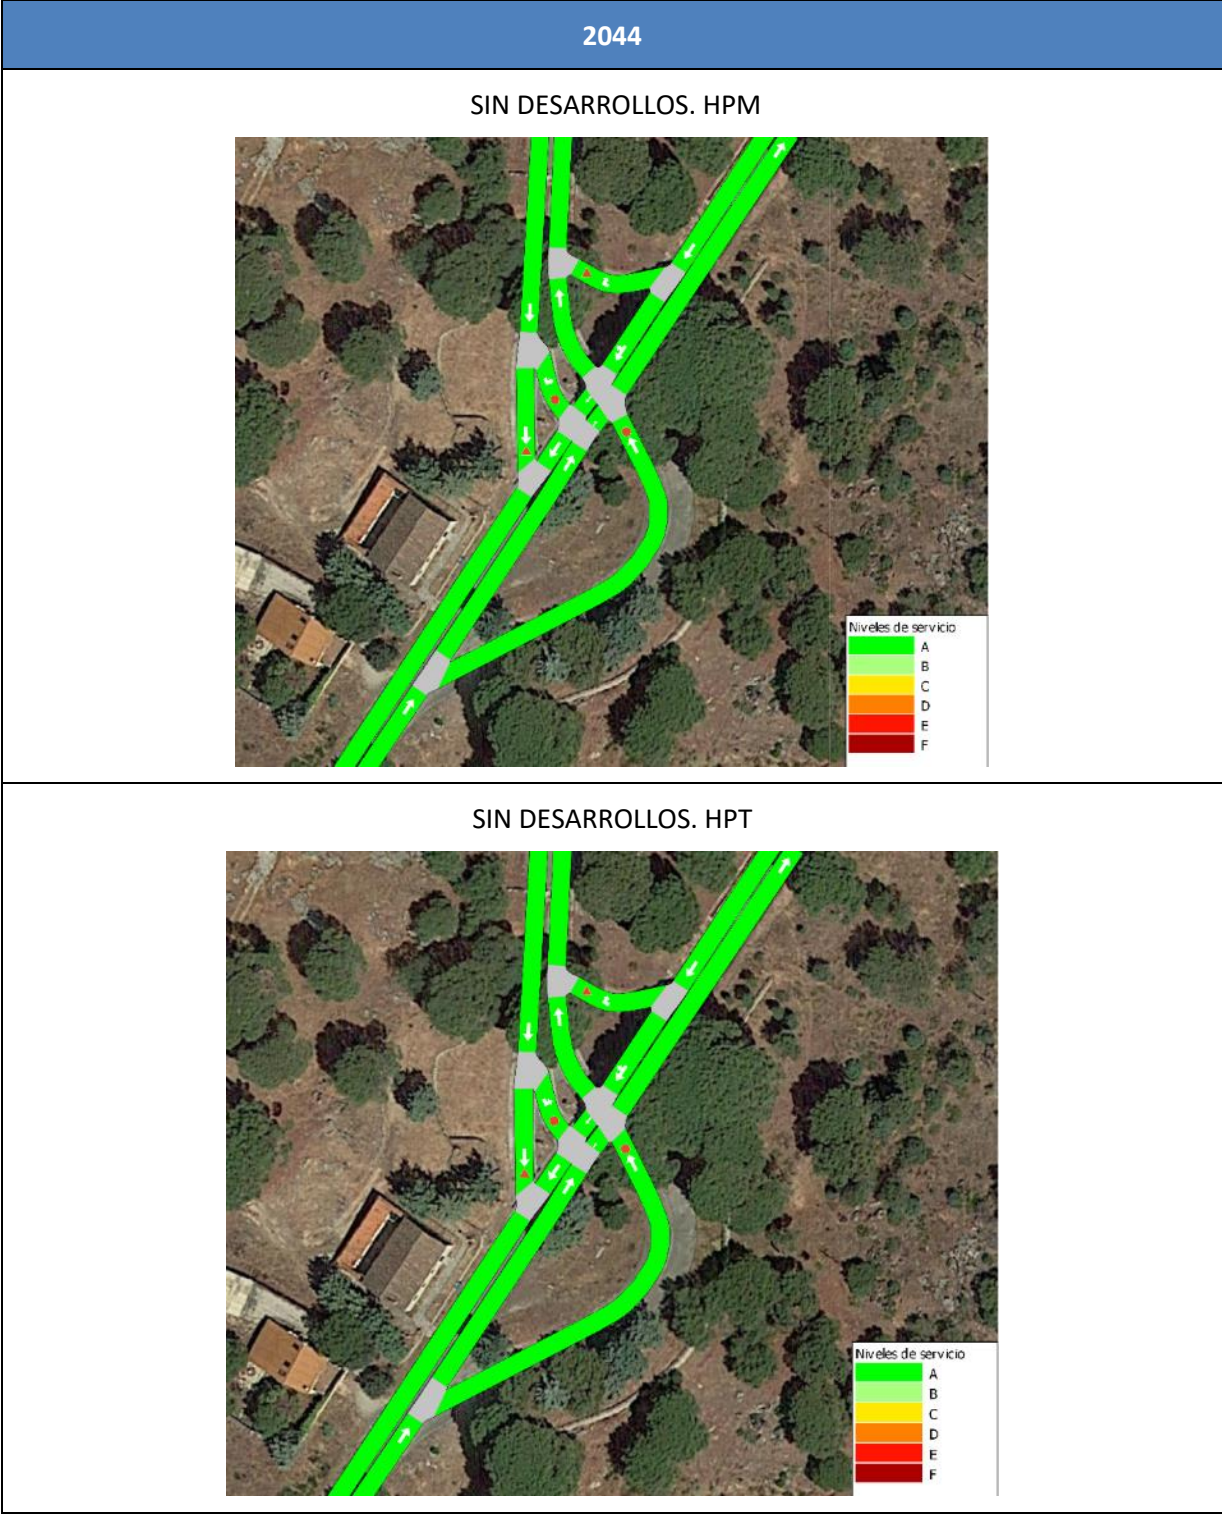 2044
SIN DESARROLLOS. HPM
Niveles de servicio
A
B
C
D
E
F
SIN DESARROLLOS. HPT
Niveles de servicio
A
B
C
D
E
F